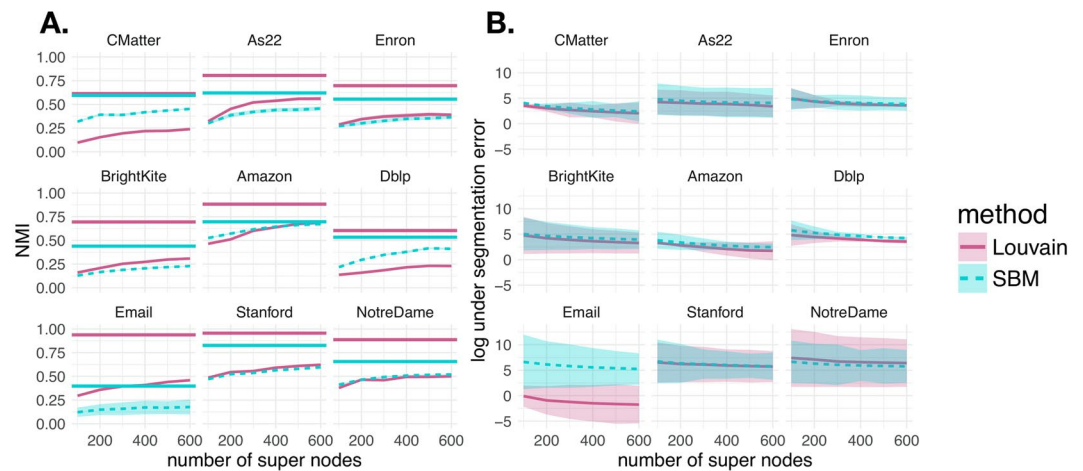 A.
CMatter As22 Enron
1.00
0.75
0.50
0.25
0.00
BrightKite Amazon Dblp
1.00
0.75
0.50
0.25
0.00
Email Stanford NotreDame
1.00
0.75
0.50
0.25
0.00
200 400 600 200 400 600 200 400 600
number of super nodes
NMI
B.
CMatter As22 Enron
10
5
0
−5
BrightKite Amazon Dblp
10
5
0
−5
Email Stanford NotreDame
10
5
0
−5
200 400 600 200 400 600 200 400 600
number of super nodes
log under segmentation error
method
Louvain
SBM